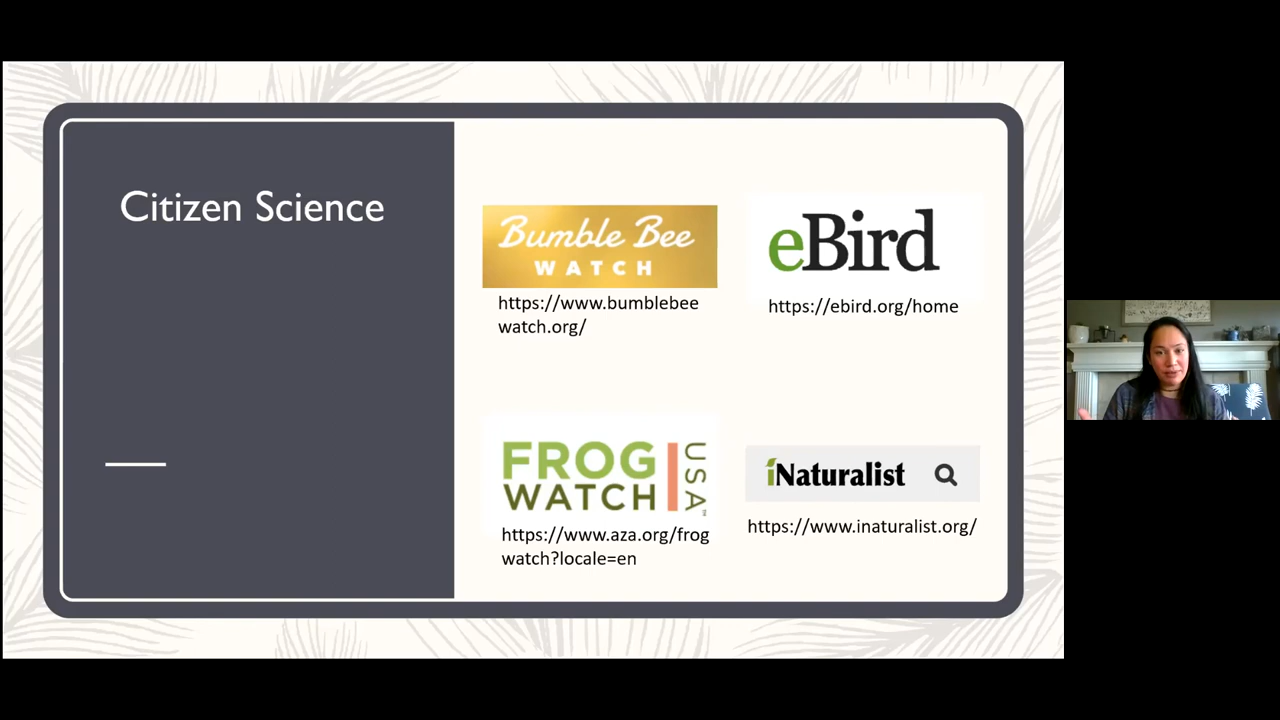 Citizen Science
Bumble Bee
WATCH
https://www.bumblebee
watch.org/
eBird
https://ebird.org/home
FROG
WATCH
USA
https://www.aza.org/frog
watch?locale=en
iNaturalist
https://www.inaturalist.org/